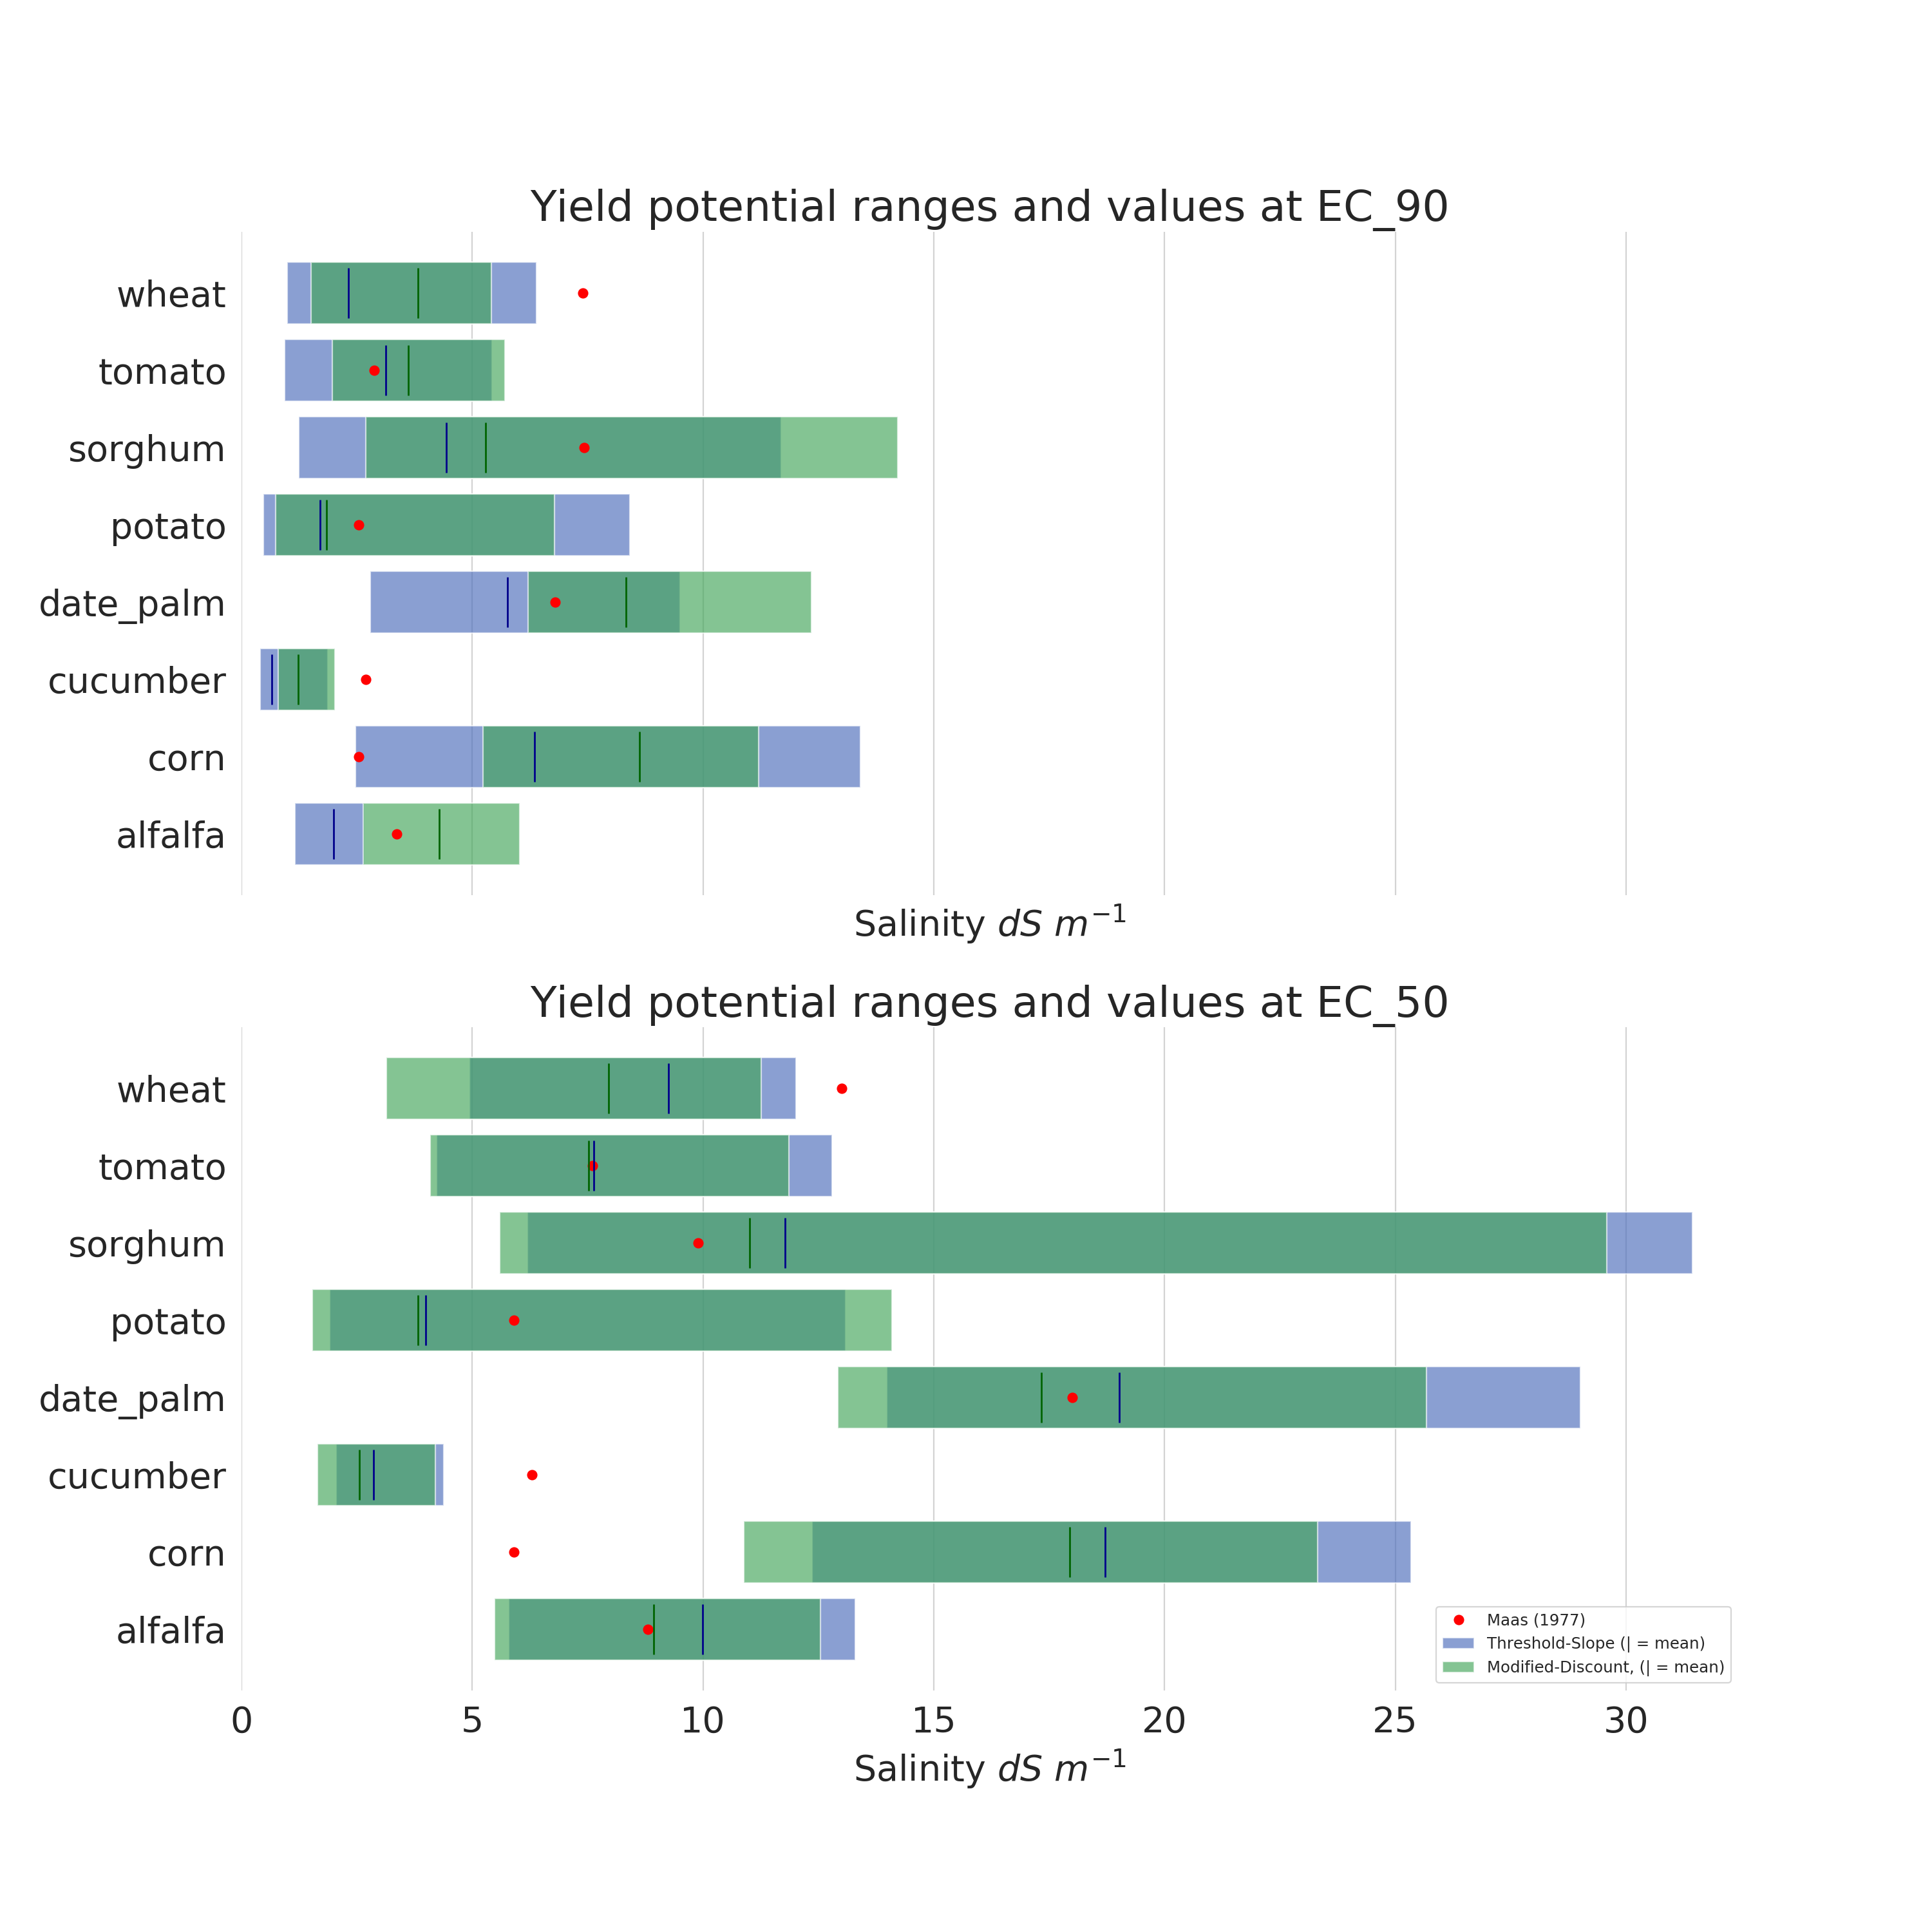 Yield potential ranges and values at EC_90
wheat
tomato
sorghum
potato
date_palm
cucumber
corn
alfalfa
Salinity dS m⁻¹
Yield potential ranges and values at EC_50
wheat
tomato
sorghum
potato
date_palm
cucumber
corn
alfalfa
Maas (1977)
Threshold-Slope (| = mean)
Modified-Discount, (| = mean)
0 5 10 15 20 25 30
Salinity dS m⁻¹